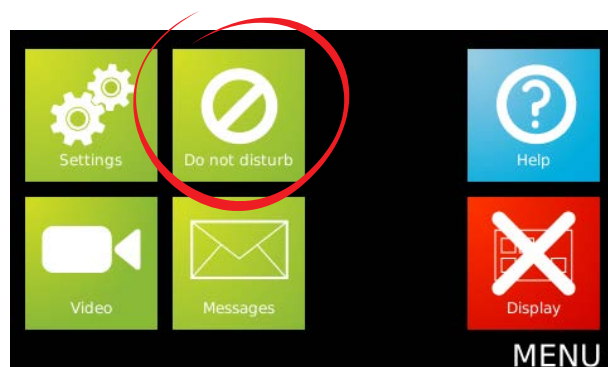 Settings
Do not disturb
Help
Video
Messages
Display
MENU